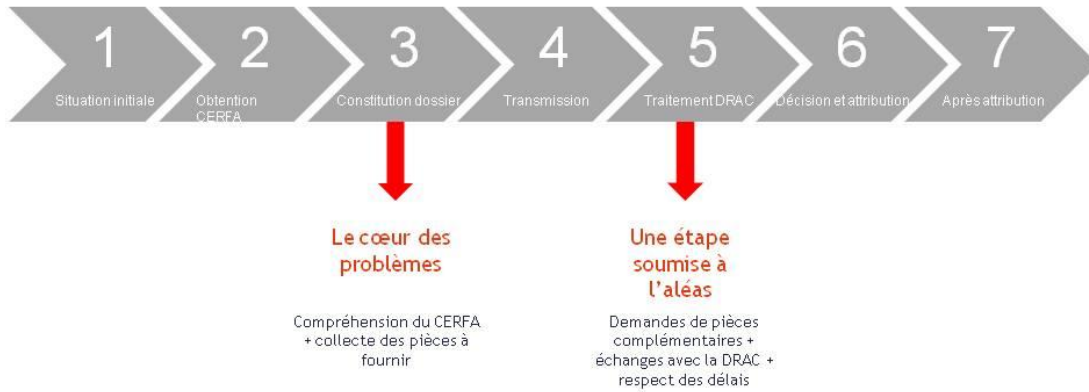 1
Situation initiale
2
Obtention
CERFA
3
Constitution dossier
4
Transmission
5
Traitement DRAC
6
Décision et attribution
7
Après attribution
Le cœur des
problèmes
Compréhension du CERFA
+ collecte des pièces à
fournir
Une étape
soumise à
l'aléas
Demandes de pièces
complémentaires +
échanges avec la DRAC +
respect des délais